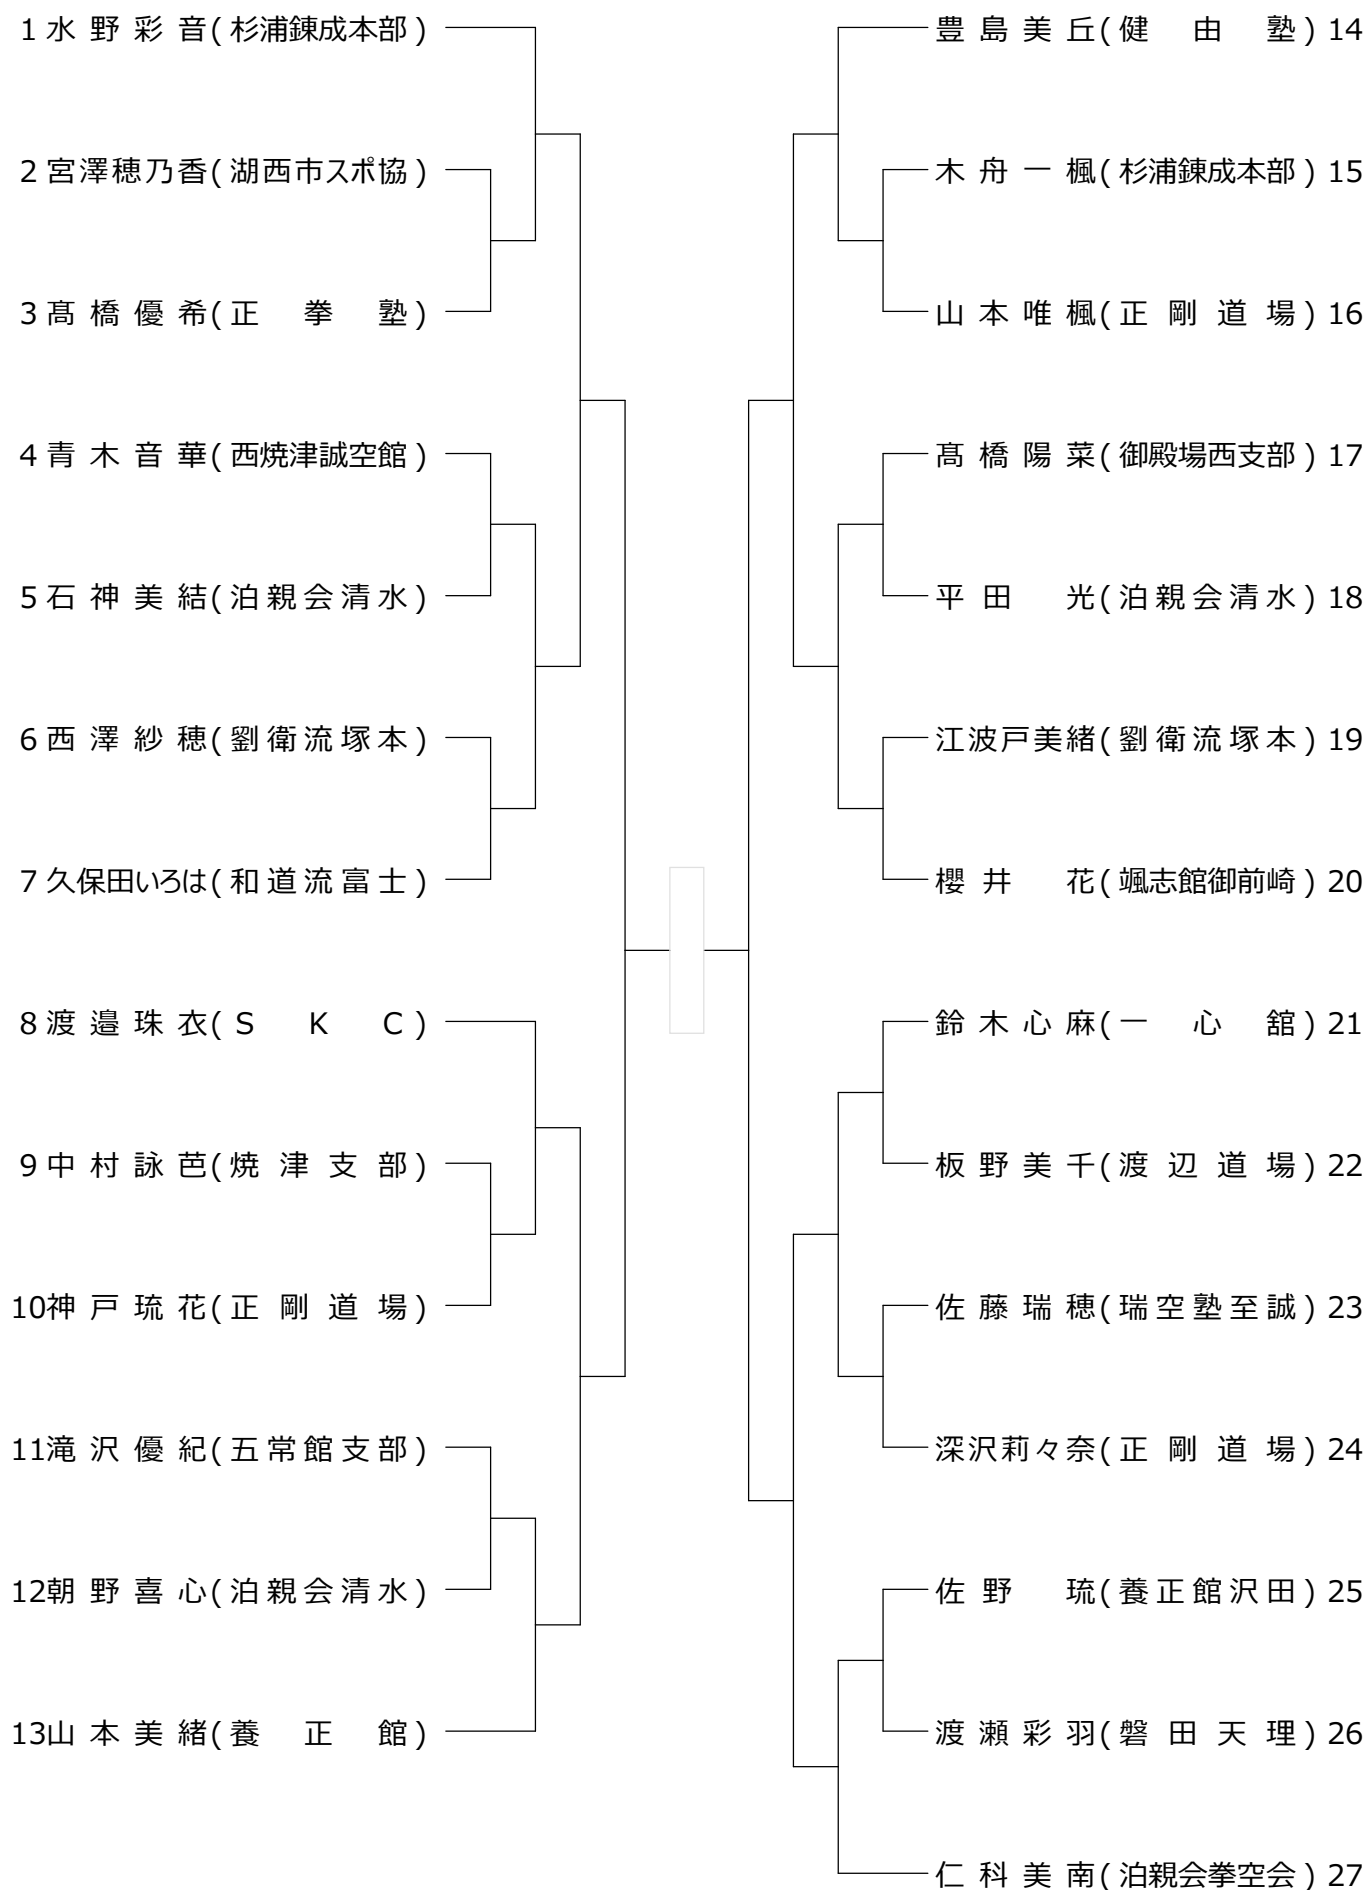 1 水野彩音(杉浦錬成本部)
2 宮澤穂乃香(湖西市スポ協)
3 髙橋優希(正拳塾)
4 青木音華(西焼津誠空館)
5 石神美結(泊親会清水)
6 西澤紗穂(劉衛流塚本)
7 久保田いろは(和道流富士)
8 渡邉珠衣(SKC)
9 中村詠芭(焼津支部)
10 神戸琉花(正剛道場)
11 滝沢優紀(五常館支部)
12 朝野喜心(泊親会清水)
13 山本美緒(養正館)
豊島美丘(健由塾) 14
木舟一楓(杉浦錬成本部) 15
山本唯楓(正剛道場) 16
髙橋陽菜(御殿場西支部) 17
平田光(泊親会清水) 18
江波戸美緒(劉衛流塚本) 19
櫻井花(颯志館御前崎) 20
鈴木心麻(一心舘) 21
板野美千(渡辺道場) 22
佐藤瑞穂(瑞空塾至誠) 23
深沢莉々奈(正剛道場) 24
佐野琉(養正館沢田) 25
渡瀬彩羽(磐田天理) 26
仁科美南(泊親会拳空会) 27